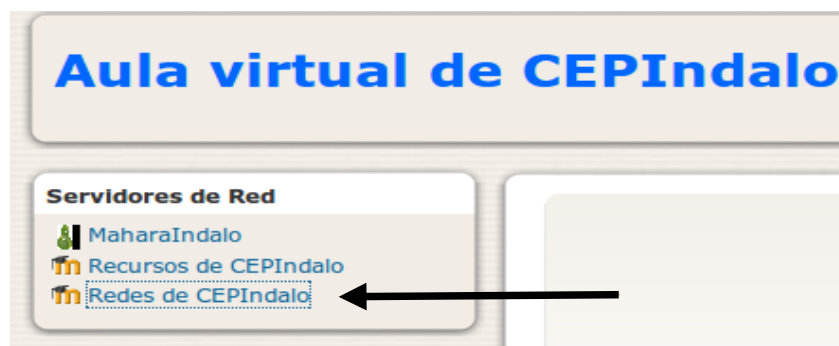 Aula virtual de CEPIndalo
Servidores de Red
MaharaIndalo
Recursos de CEPIndalo
Redes de CEPIndalo